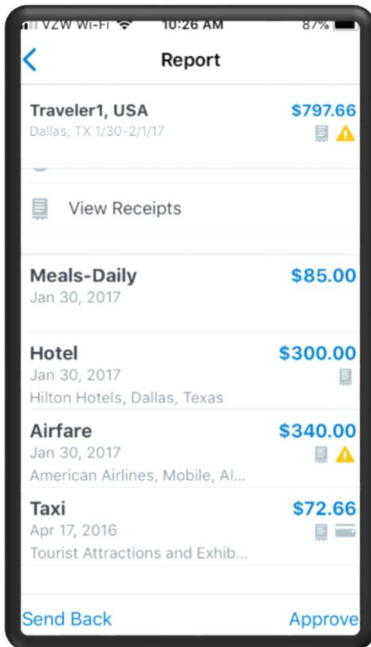 VZW Wi-Fi 10:26 AM 87%
Report
Traveler1, USA $797.66
Dallas, TX 1/30-2/1/17
View Receipts
Meals-Daily $85.00
Jan 30, 2017
Hotel $300.00
Jan 30, 2017
Hilton Hotels, Dallas, Texas
Airfare $340.00
Jan 30, 2017
American Airlines, Mobile, Al...
Taxi $72.66
Apr 17, 2016
Tourist Attractions and Exhib...
Send Back Approve